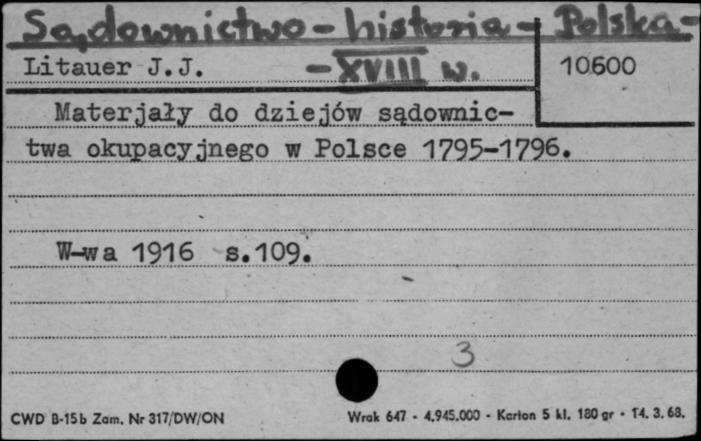 Sądownictwo - historia - Polska -
- XVIII w.
Litauer J.J.
10600
Materjały do dziejów sądownic-
twa okupacyjnego w Polsce 1795-1796.
W-wa 1916 s.109.
3
CWD B-15b Zam. Nr 317/DW/ON
Wrak 647 - 4.945.000 - Karton 5 kl. 180 gr - 14. 3. 68.